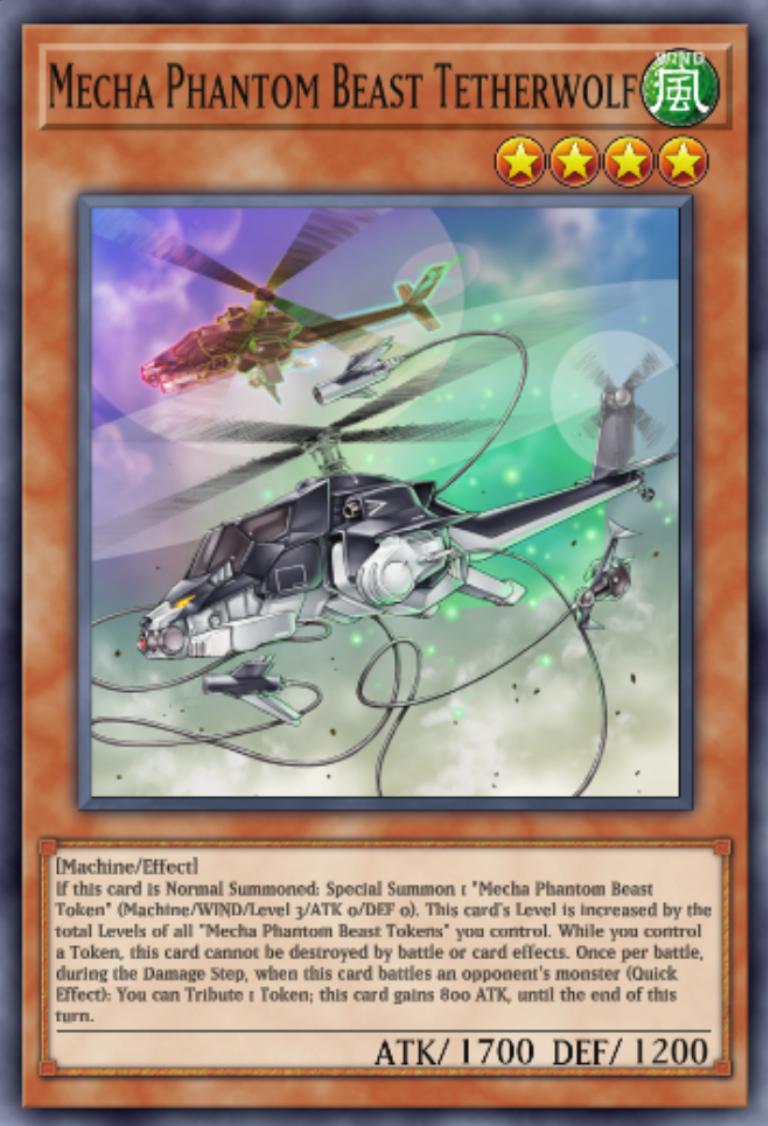 MECHA PHANTOM BEAST TETHERWOLF
WIND
風
[Machine/Effect]
If this card is Normal Summoned: Special Summon 1 "Mecha Phantom Beast
Token" (Machine/WIND/Level 3/ATK 0/DEF 0). This card's Level is increased by the
total Levels of all "Mecha Phantom Beast Tokens" you control. While you control
a Token, this card cannot be destroyed by battle or card effects. Once per battle,
during the Damage Step, when this card battles an opponent's monster (Quick
Effect): You can Tribute 1 Token; this card gains 800 ATK, until the end of this
turn.
ATK/ 1700 DEF/ 1200